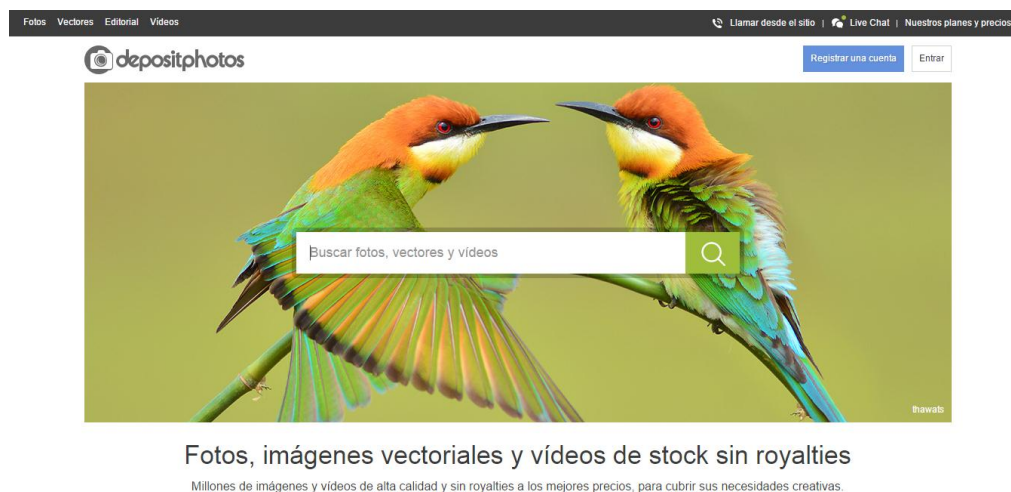 Fotos Vectores Editorial Vídeos Llamar desde el sitio | Live Chat | Nuestros planes y precios
depositphotos Registrar una cuenta Entrar
Buscar fotos, vectores y vídeos
thawats
Fotos, imágenes vectoriales y vídeos de stock sin royalties
Millones de imágenes y vídeos de alta calidad y sin royalties a los mejores precios, para cubrir sus necesidades creativas.